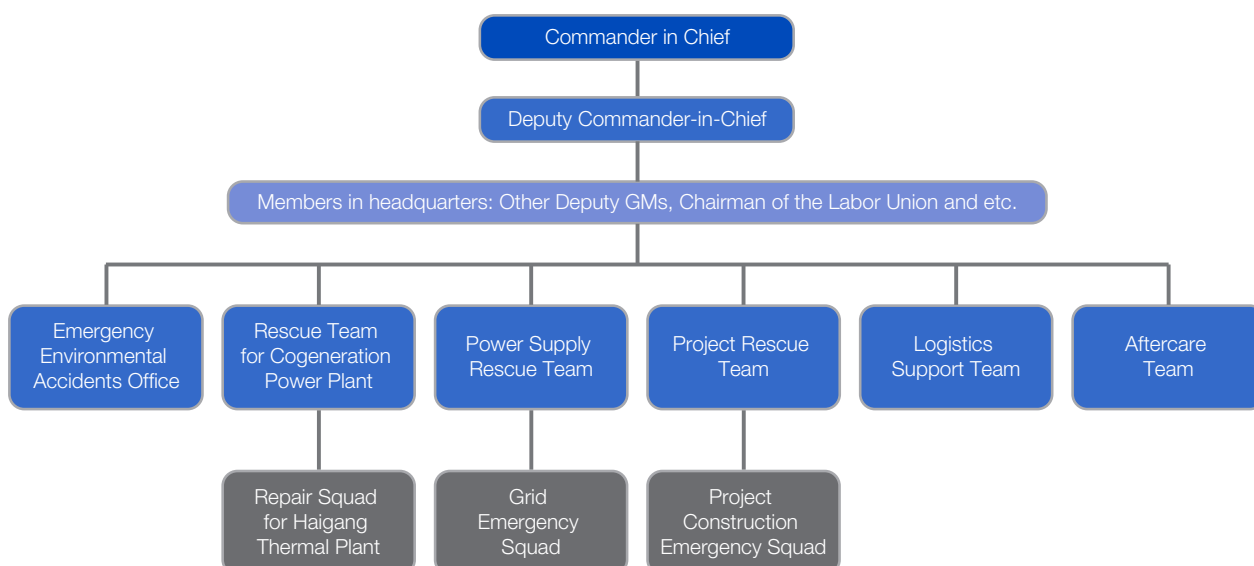 Commander in Chief
Deputy Commander-in-Chief
Members in headquarters: Other Deputy GMs, Chairman of the Labor Union and etc.
Emergency
Environmental
Accidents Office
Rescue Team
for Cogeneration
Power Plant
Power Supply
Rescue Team
Project Rescue
Team
Logistics
Support Team
Aftercare
Team
Repair Squad
for Haigang
Thermal Plant
Grid
Emergency
Squad
Project
Construction
Emergency Squad